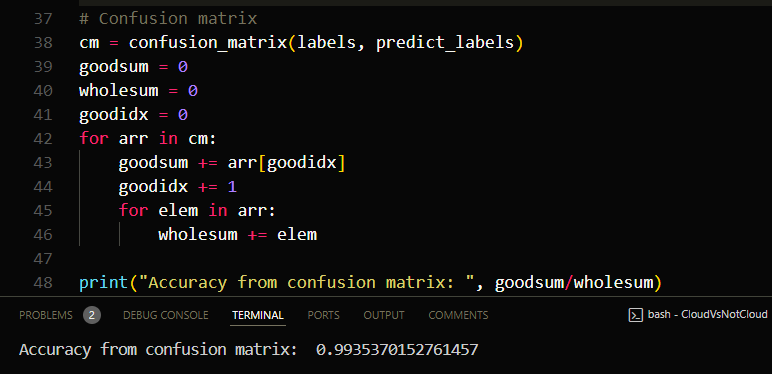 37 # Confusion matrix
38 cm = confusion_matrix(labels, predict_labels)
39 goodsum = 0
40 wholesum = 0
41 goodidx = 0
42 for arr in cm:
43     goodsum += arr[goodidx]
44     goodidx += 1
45     for elem in arr:
46         wholesum += elem
47
48 print("Accuracy from confusion matrix: ", goodsum/wholesum)
PROBLEMS 2 DEBUG CONSOLE TERMINAL PORTS OUTPUT COMMENTS bash - CloudVsNotCloud
Accuracy from confusion matrix:  0.9935370152761457